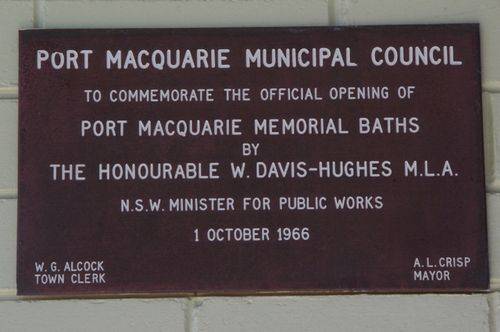 PORT MACQUARIE MUNICIPAL COUNCIL
TO COMMEMORATE THE OFFICIAL OPENING OF
PORT MACQUARIE MEMORIAL BATHS
BY
THE HONOURABLE W. DAVIS-HUGHES M.L.A.
N.S.W. MINISTER FOR PUBLIC WORKS
1 OCTOBER 1966
W. G. ALCOCK
TOWN CLERK
A. L. CRISP
MAYOR